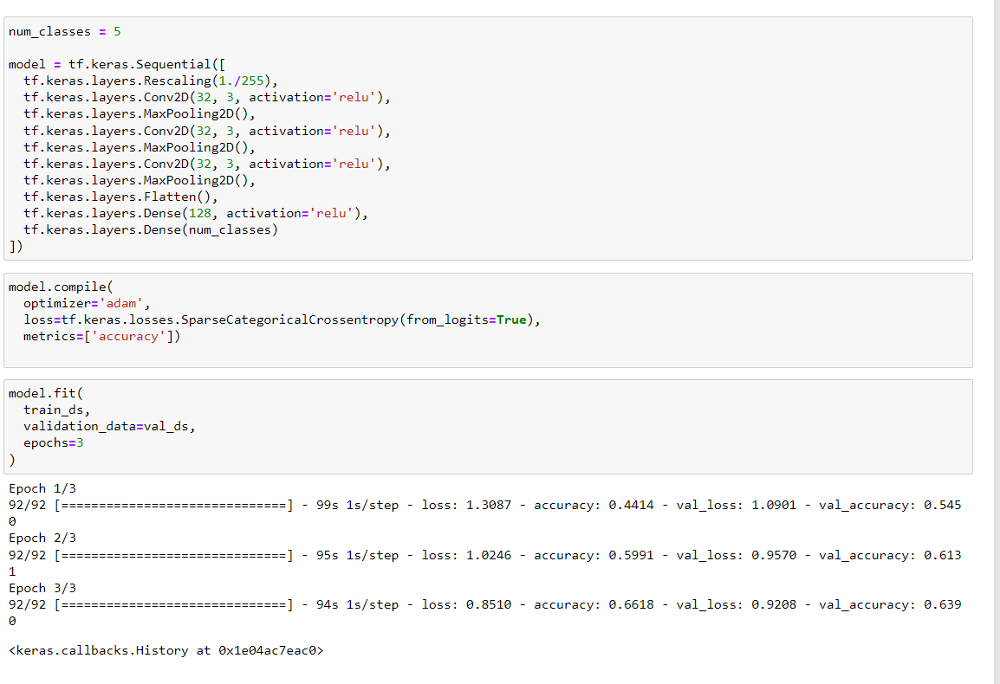 num_classes = 5
model = tf.keras.Sequential([
  tf.keras.layers.Rescaling(1./255),
  tf.keras.layers.Conv2D(32, 3, activation='relu'),
  tf.keras.layers.MaxPooling2D(),
  tf.keras.layers.Conv2D(32, 3, activation='relu'),
  tf.keras.layers.MaxPooling2D(),
  tf.keras.layers.Conv2D(32, 3, activation='relu'),
  tf.keras.layers.MaxPooling2D(),
  tf.keras.layers.Flatten(),
  tf.keras.layers.Dense(128, activation='relu'),
  tf.keras.layers.Dense(num_classes)
])
model.compile(
  optimizer='adam',
  loss=tf.keras.losses.SparseCategoricalCrossentropy(from_logits=True),
  metrics=['accuracy'])
model.fit(
  train_ds,
  validation_data=val_ds,
  epochs=3
)
Epoch 1/3
92/92 [==============================] - 99s 1s/step - loss: 1.3087 - accuracy: 0.4414 - val_loss: 1.0901 - val_accuracy: 0.545
0
Epoch 2/3
92/92 [==============================] - 95s 1s/step - loss: 1.0246 - accuracy: 0.5991 - val_loss: 0.9570 - val_accuracy: 0.613
1
Epoch 3/3
92/92 [==============================] - 94s 1s/step - loss: 0.8510 - accuracy: 0.6618 - val_loss: 0.9208 - val_accuracy: 0.639
0
<keras.callbacks.History at 0x1e04ac7eac0>